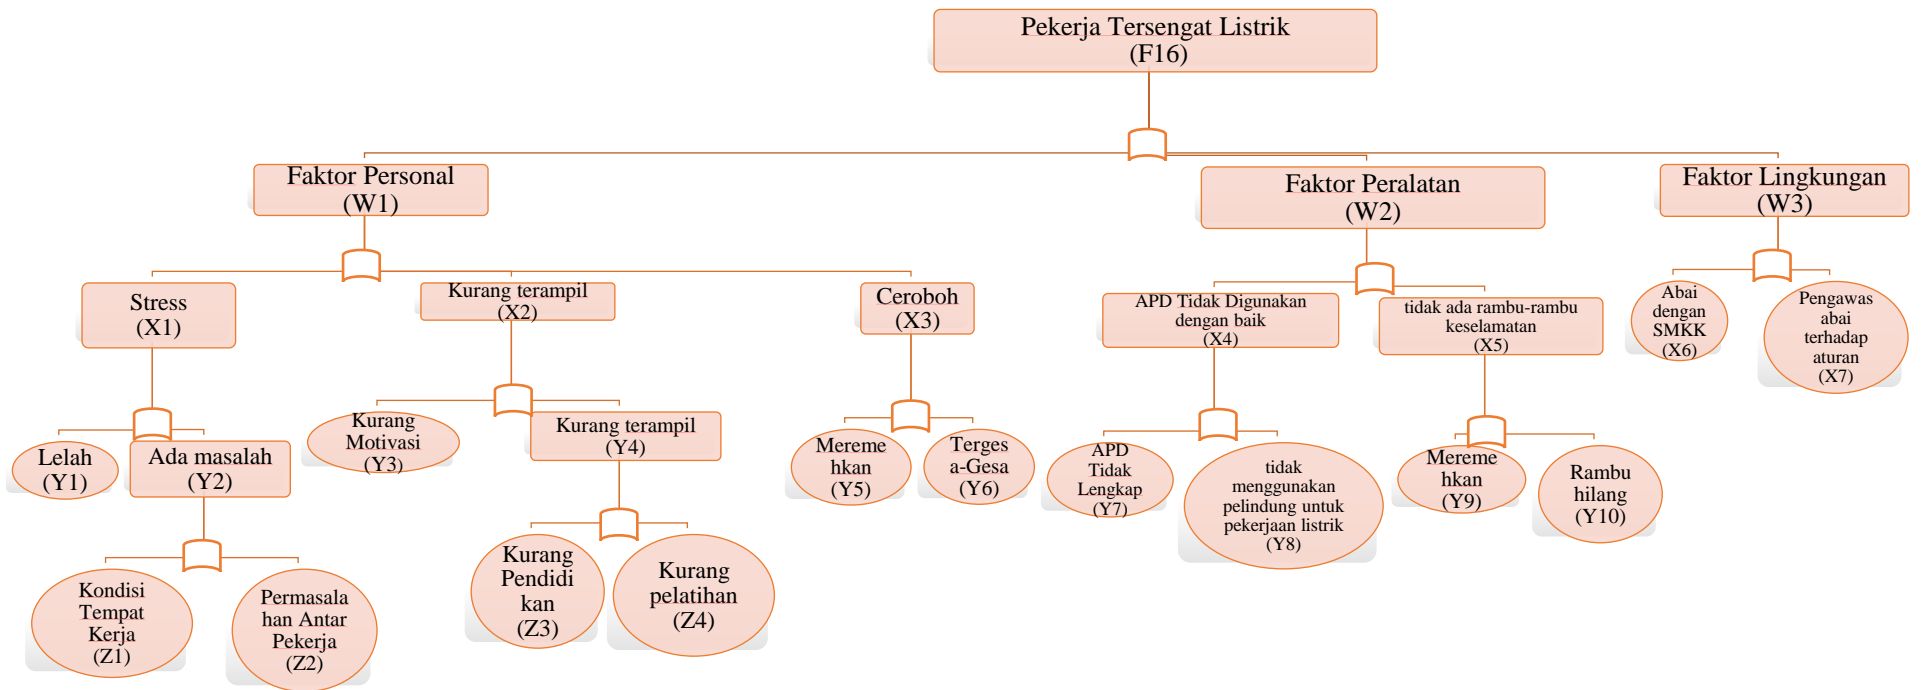 Pekerja Tersengat Listrik
(F16)
Faktor Personal
(W1)
Faktor Peralatan
(W2)
Faktor Lingkungan
(W3)
Stress
(X1)
Kurang terampil
(X2)
Ceroboh
(X3)
APD Tidak Digunakan
dengan baik
(X4)
tidak ada rambu-rambu
keselamatan
(X5)
Abai
dengan
SMKK
(X6)
Pengawas
abai
terhadap
aturan
(X7)
Lelah
(Y1)
Ada masalah
(Y2)
Kurang
Motivasi
(Y3)
Kurang terampil
(Y4)
Mereme
hkan
(Y5)
Terges
a-Gesa
(Y6)
APD
Tidak
Lengkap
(Y7)
tidak
menggunakan
pelindung untuk
pekerjaan listrik
(Y8)
Mereme
hkan
(Y9)
Rambu
hilang
(Y10)
Kondisi
Tempat
Kerja
(Z1)
Permasala
han Antar
Pekerja
(Z2)
Kurang
Pendidi
kan
(Z3)
Kurang
pelatihan
(Z4)